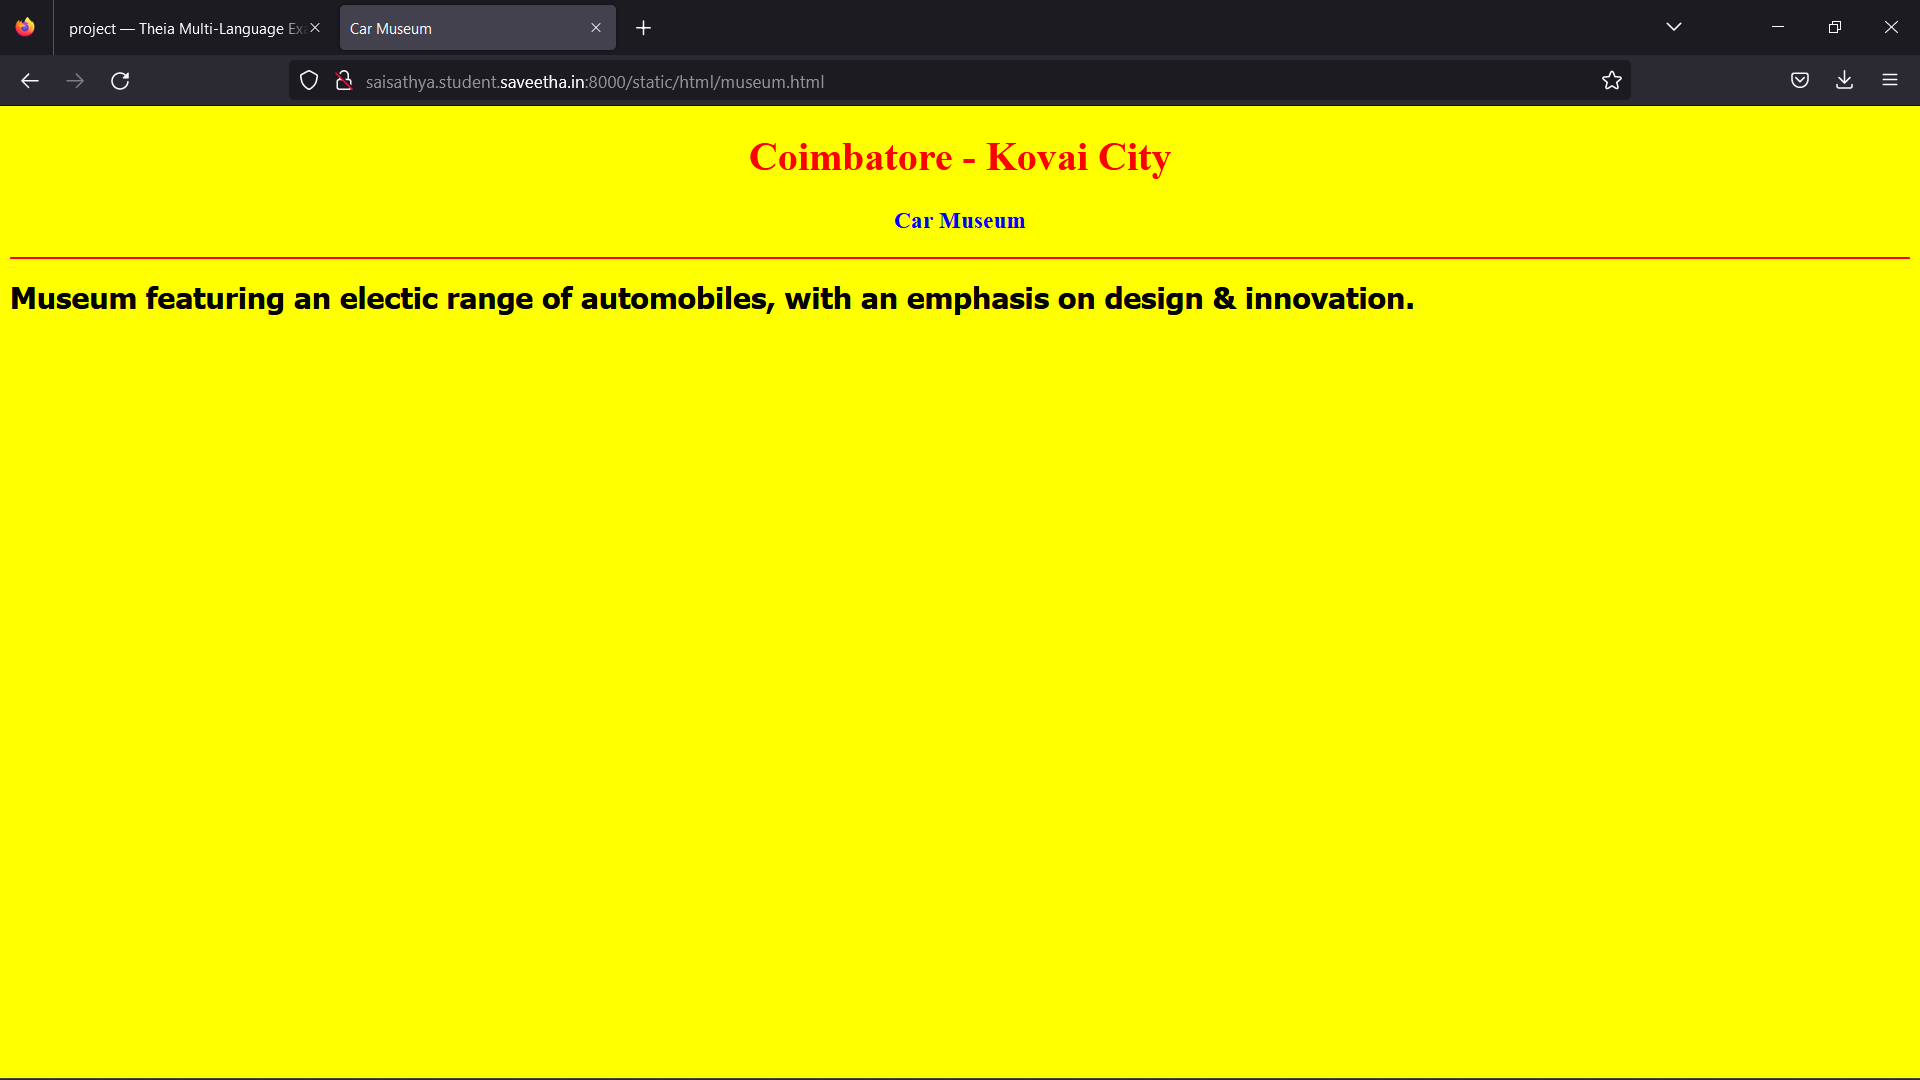 project — Theia Multi-Language Ex
Car Museum
saisathya.student.saveetha.in:8000/static/html/museum.html
Coimbatore - Kovai City
Car Museum
Museum featuring an electic range of automobiles, with an emphasis on design & innovation.